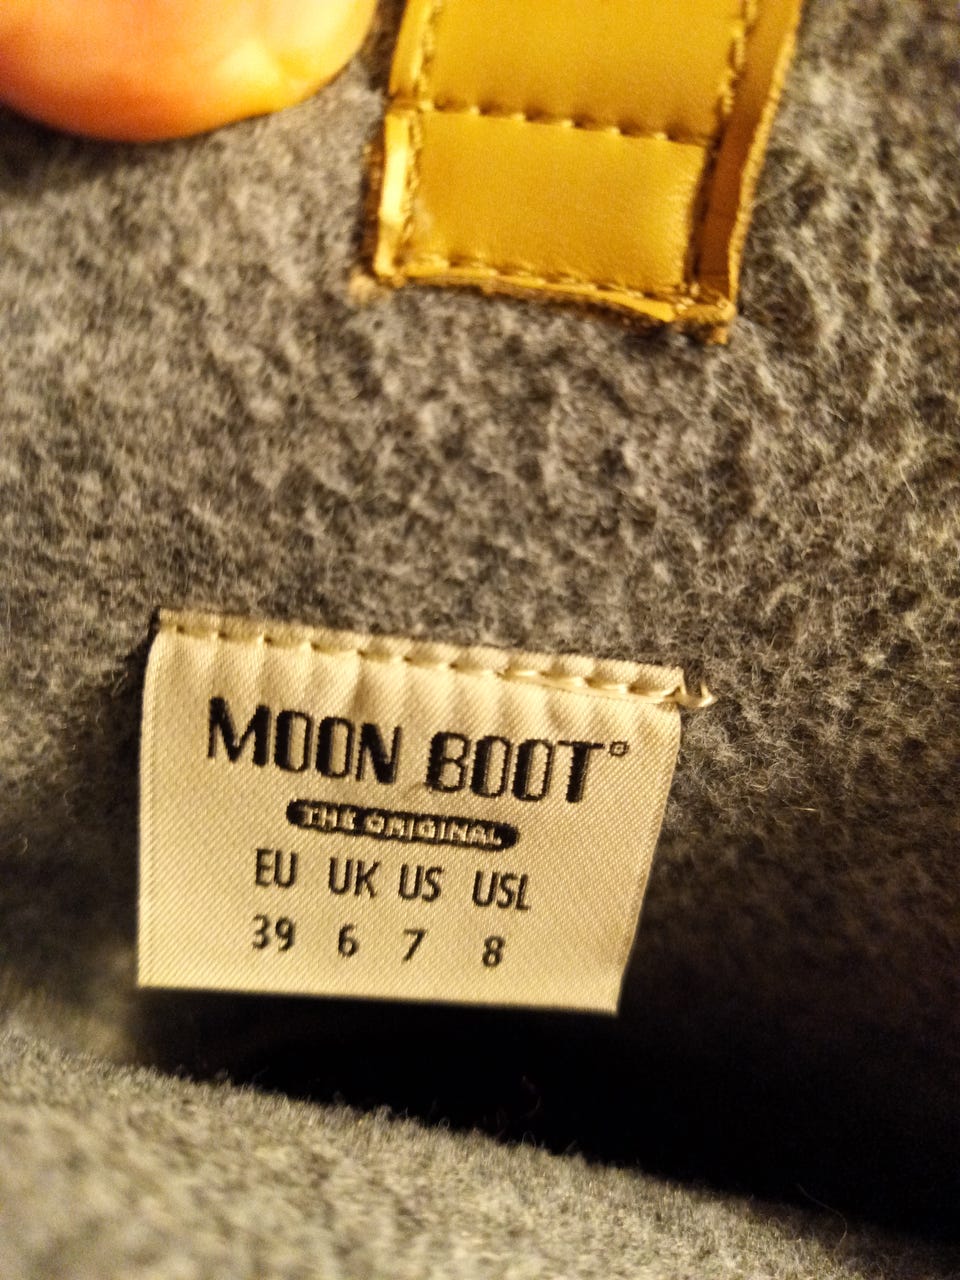 MOON BOOT®
THE ORIGINAL
EU UK US USL
39 6 7 8